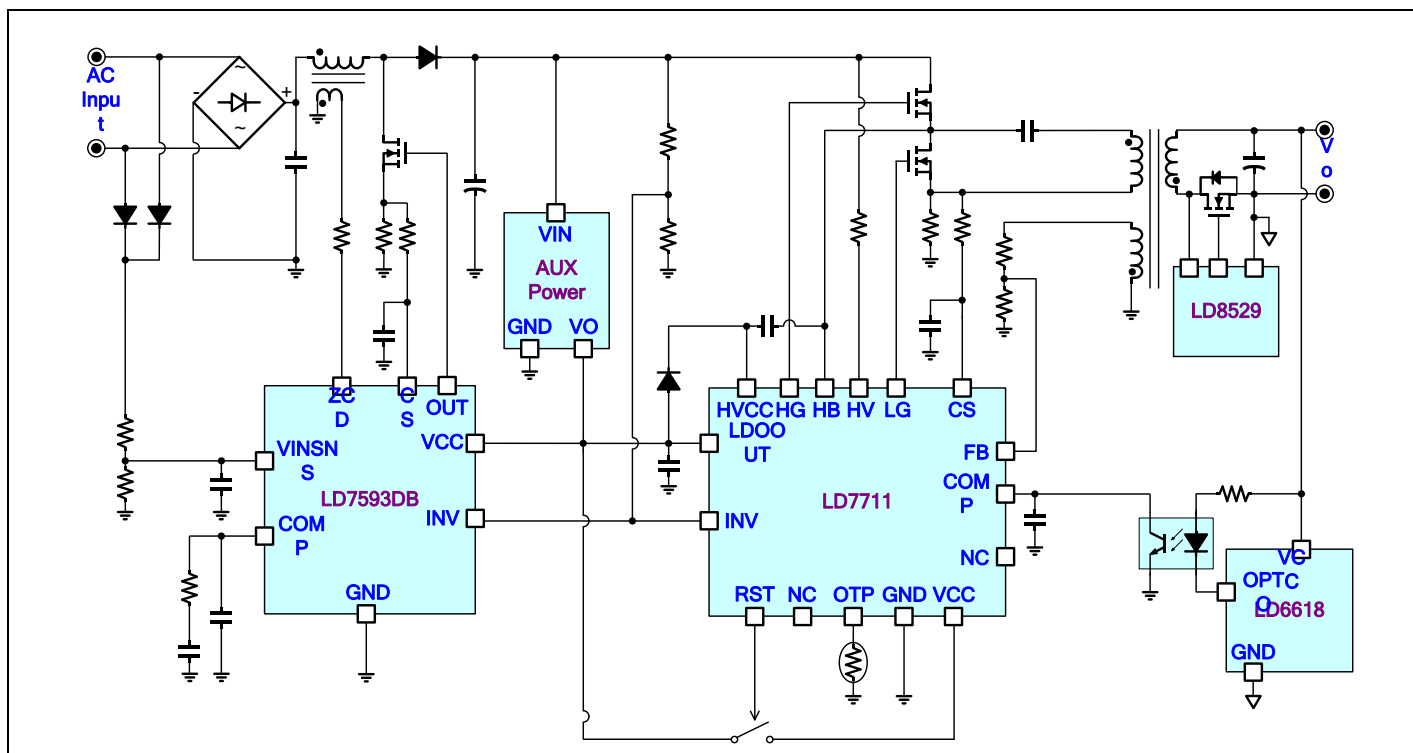 AC
Inpu
t
-
~
+
~
V
o
VIN
AUX
Power
GND VO
LD8529
ZC
D
C
S
OUT
VCC
VINSN
S
LD7593DB
INV
COM
P
GND
HVCC HG HB HV LG CS
LDOO
UT
FB
COM
P
LD7711
INV
NC
RST NC OTP GND VCC
VC
C
OPT
O
LD6618
GND